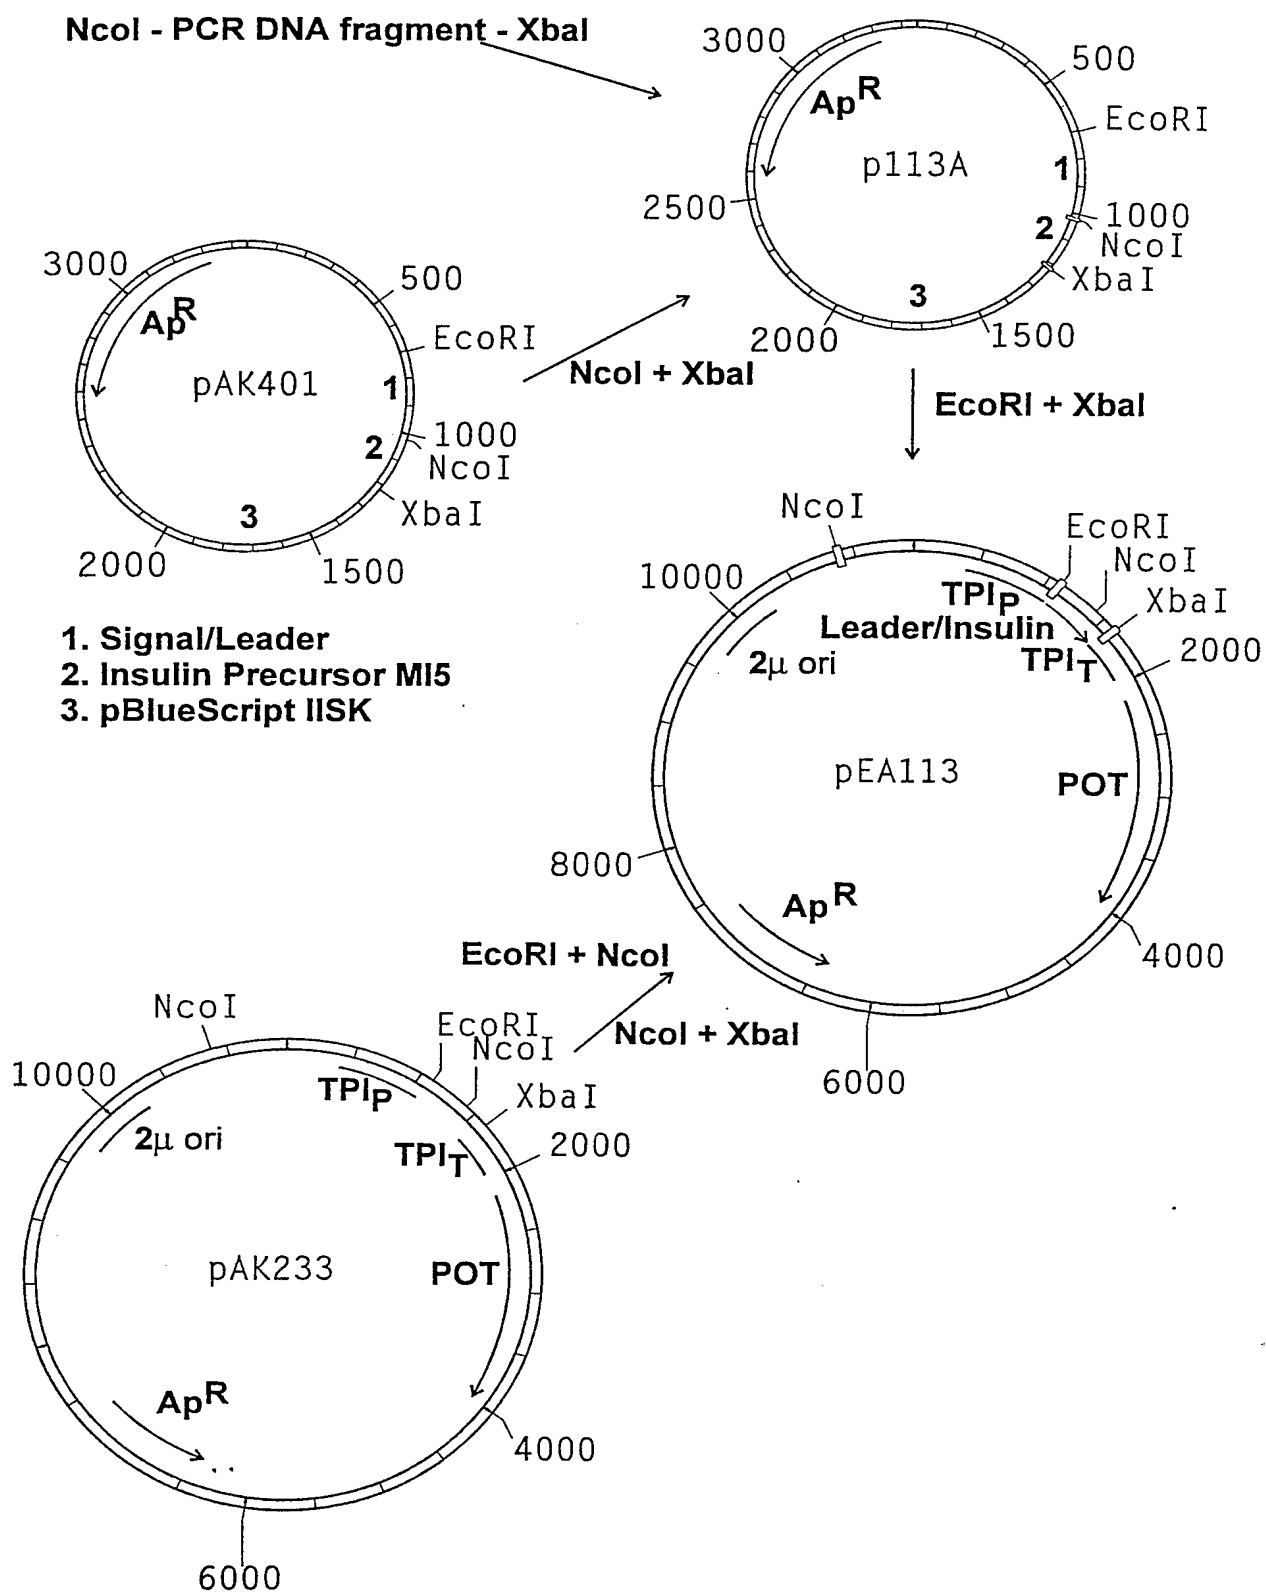 NcoI - PCR DNA fragment - XbaI
3000
500
EcoRI
ApR
p113A
1
2500
1000
2
NcoI
XbaI
3
2000
1500
3000
500
EcoRI
ApR
pAK401
1
1000
2
NcoI
XbaI
3
2000
1500
NcoI + XbaI
EcoRI + XbaI
1. Signal/Leader
2. Insulin Precursor MI5
3. pBlueScript IISK
NcoI
EcoRI
NcoI
XbaI
10000
TPIP
Leader/Insulin
2µ ori
TPIT
2000
pEA113
POT
8000
ApR
4000
6000
EcoRI + NcoI
NcoI + XbaI
NcoI
EcoRI
NcoI
XbaI
10000
TPIP
2µ ori
TPIT
2000
pAK233
POT
ApR
4000
6000